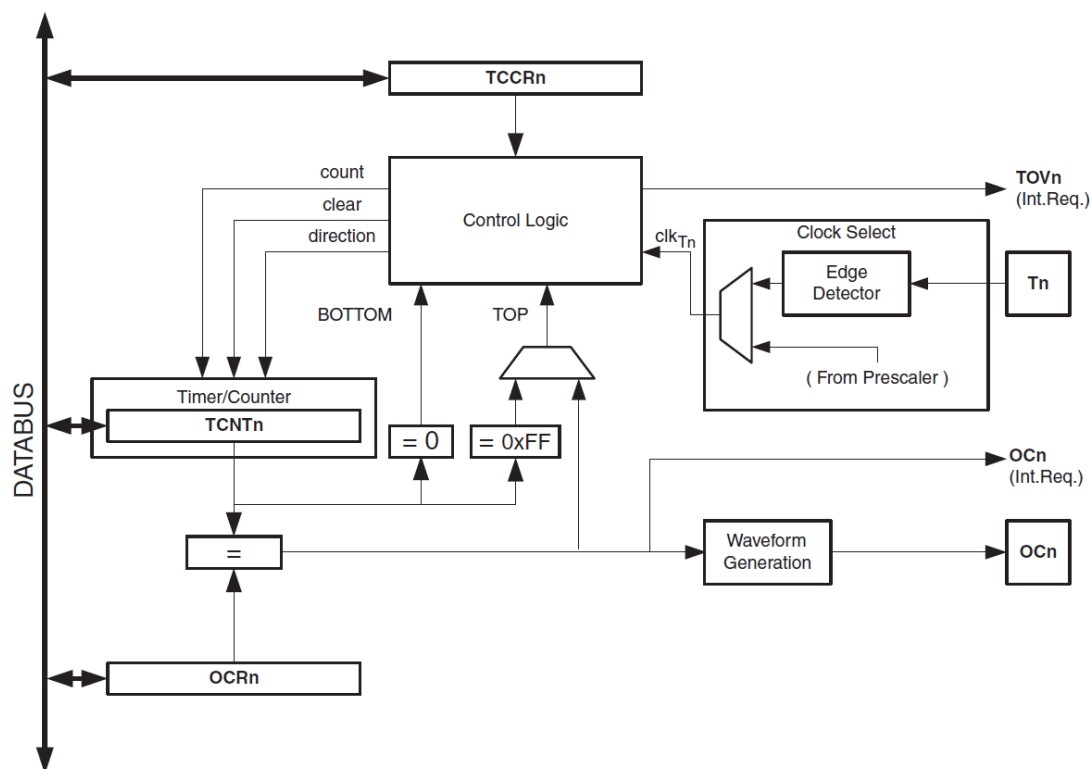 TCCRn
count
clear
direction
Control Logic
TOVn
(Int.Req.)
clkTn
Clock Select
Edge
Detector
Tn
( From Prescaler )
BOTTOM
TOP
DATABUS
Timer/Counter
TCNTn
= 0
= 0xFF
OCn
(Int.Req.)
=
Waveform
Generation
OCn
OCRn